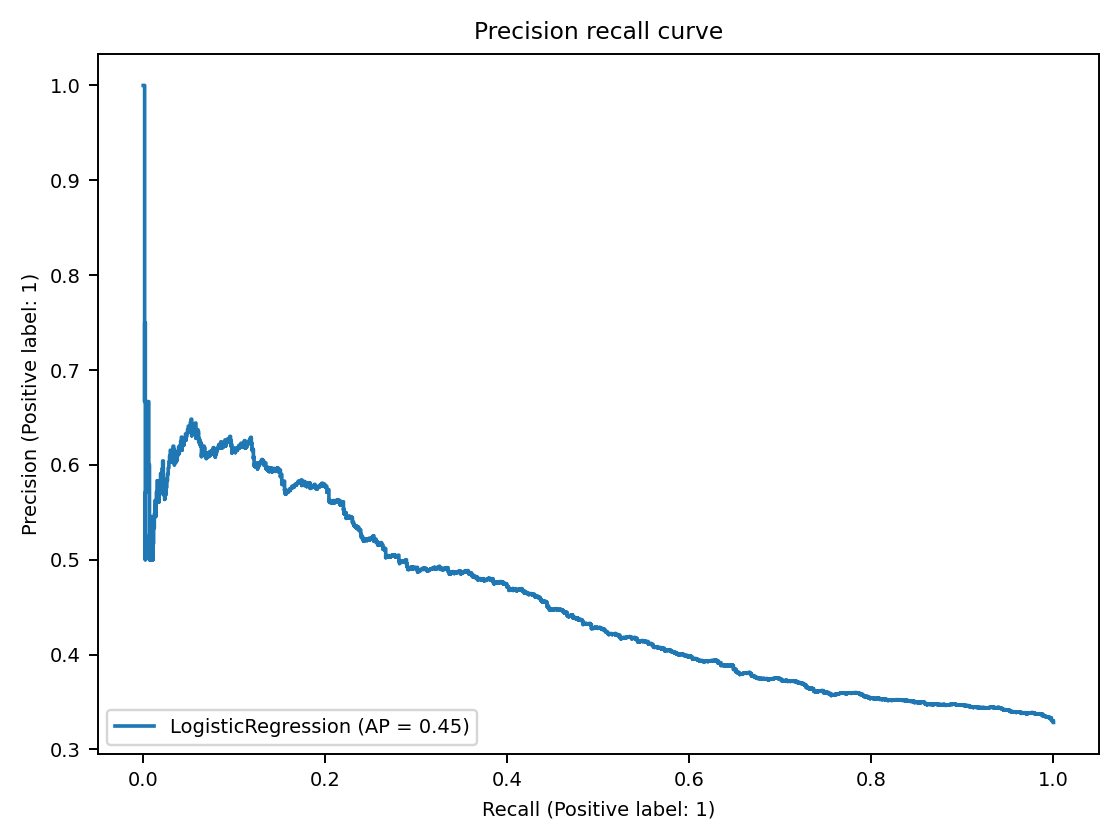 Precision recall curve
1.0
0.9
0.8
0.7
0.6
0.5
0.4
0.3
Precision (Positive label: 1)
LogisticRegression (AP = 0.45)
0.0 0.2 0.4 0.6 0.8 1.0
Recall (Positive label: 1)